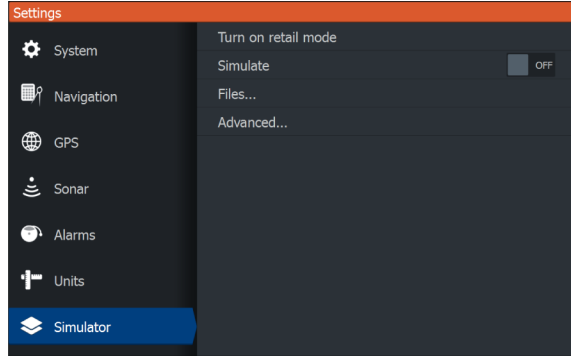 Settings
System
Navigation
GPS
Sonar
Alarms
Units
Simulator
Turn on retail mode
Simulate OFF
Files...
Advanced...